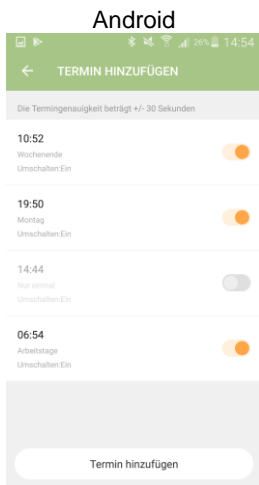 Android
26% 14:54
TERMIN HINZUFÜGEN
Die Termingenauigkeit beträgt +/- 30 Sekunden
10:52
Wochenende
Umschalten:Ein
19:50
Montag
Umschalten:Ein
14:44
Nur einmal
Umschalten:Ein
06:54
Arbeitstage
Umschalten:Ein
Termin hinzufügen